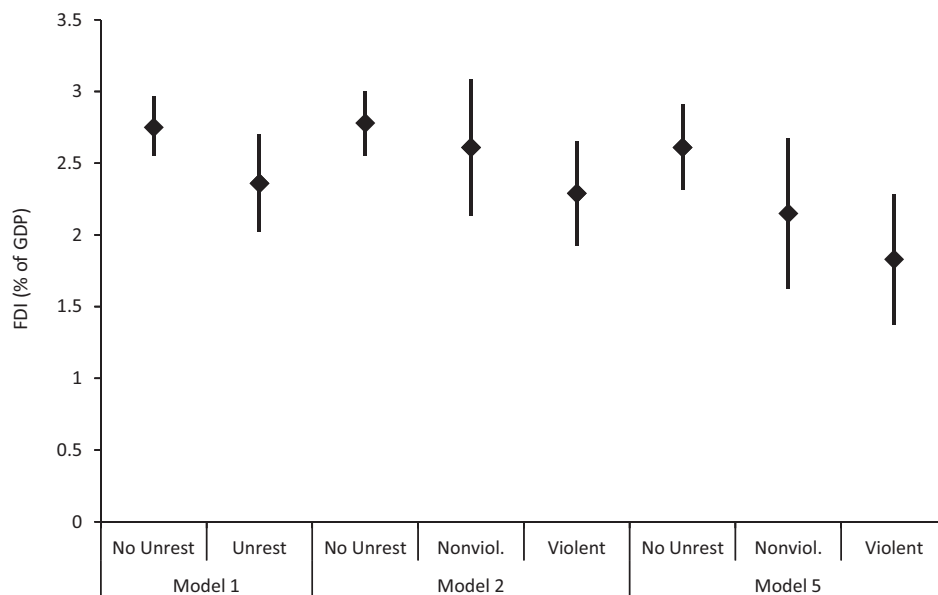 FDI (% of GDP)
3.5
3
2.5
2
1.5
1
0.5
0
No Unrest Unrest No Unrest Nonviol. Violent No Unrest Nonviol. Violent
Model 1 Model 2 Model 5